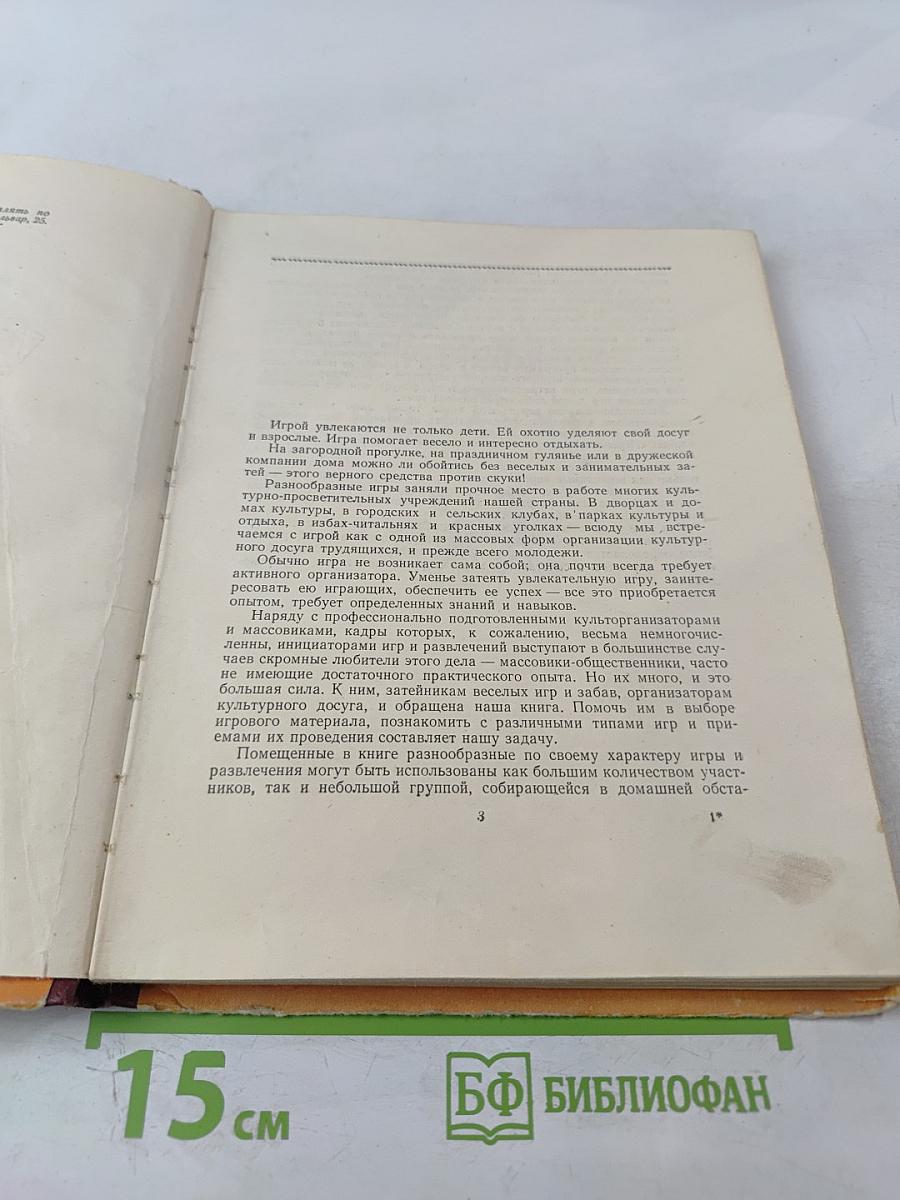 лять по
львар, 25.
Игрой увлекаются не только дети. Ей охотно уделяют свой досуг
и взрослые. Игра помогает весело и интересно отдыхать.
На загородной прогулке, на праздничном гулянье или в дружеской
компании дома можно ли обойтись без веселых и занимательных за-
тей — этого верного средства против скуки!
Разнообразные игры заняли прочное место в работе многих куль-
турно-просветительных учреждений нашей страны. В дворцах и до-
мах культуры, в городских и сельских клубах, в парках культуры и
отдыха, в избах-читальнях и красных уголках — всюду мы встре-
чаемся с игрой как с одной из массовых форм организации культур-
ного досуга трудящихся, и прежде всего молодежи.
Обычно игра не возникает сама собой; она почти всегда требует
активного организатора. Уменье затеять увлекательную игру, заинте-
ресовать ею играющих, обеспечить ее успех — все это приобретается
опытом, требует определенных знаний и навыков.
Наряду с профессионально подготовленными культорганизаторами
и массовиками, кадры которых, к сожалению, весьма немногочис-
ленны, инициаторами игр и развлечений выступают в большинстве слу-
чаев скромные любители этого дела — массовики-общественники, часто
не имеющие достаточного практического опыта. Но их много, и это
большая сила. К ним, затейникам веселых игр и забав, организаторам
культурного досуга, и обращена наша книга. Помочь им в выборе
игрового материала, познакомить с различными типами игр и при-
емами их проведения составляет нашу задачу.
Помещенные в книге разнообразные по своему характеру игры и
развлечения могут быть использованы как большим количеством участ-
ников, так и небольшой группой, собирающейся в домашней обста-
3 1*
15 см
БФ БИБЛИОФАН